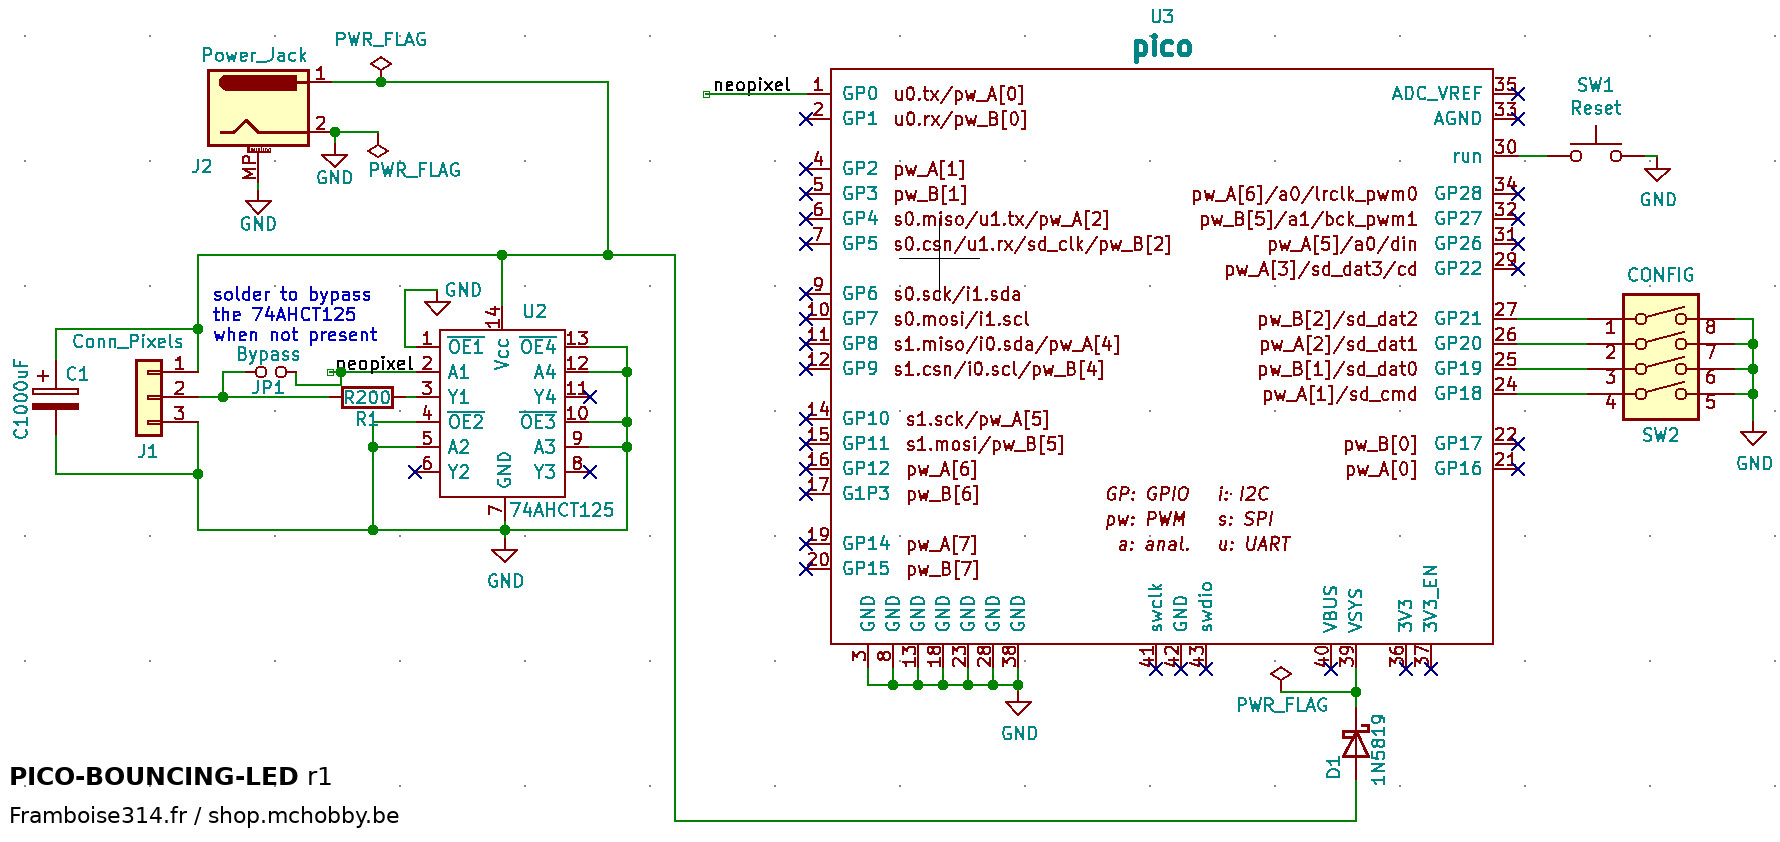 PWR_FLAG
Power_Jack
1
2
MP
J2
GND
PWR_FLAG
GND
solder to bypass
the 74AHCT125
when not present
Conn_Pixels
Bypass
JP1
neopixel
C1
C1000uF
+
1
2
3
J1
R200
R1
GND
U2
14
Vcc
1 OE1 OE4 13
2 A1 A4 12
3 Y1 Y4 11
4 OE2 OE3 10
5 A2 A3 9
6 Y2 Y3 8
GND
7
74AHCT125
GND
U3
pico
neopixel
1 GP0 u0.tx/pw_A[0]
2 GP1 u0.rx/pw_B[0]
4 GP2 pw_A[1]
5 GP3 pw_B[1]
6 GP4 s0.miso/u1.tx/pw_A[2]
7 GP5 s0.csn/u1.rx/sd_clk/pw_B[2]
9 GP6 s0.sck/i1.sda
10 GP7 s0.mosi/i1.scl
11 GP8 s1.miso/i0.sda/pw_A[4]
12 GP9 s1.csn/i0.scl/pw_B[4]
14 GP10 s1.sck/pw_A[5]
15 GP11 s1.mosi/pw_B[5]
16 GP12 pw_A[6]
17 G1P3 pw_B[6]
19 GP14 pw_A[7]
20 GP15 pw_B[7]
ADC_VREF 35
AGND 33
run 30
pw_A[6]/a0/lrclk_pwm0 GP28 34
pw_B[5]/a1/bck_pwm1 GP27 32
pw_A[5]/a0/din GP26 31
pw_A[3]/sd_dat3/cd GP22 29
pw_B[2]/sd_dat2 GP21 27
pw_A[2]/sd_dat1 GP20 26
pw_B[1]/sd_dat0 GP19 25
pw_A[1]/sd_cmd GP18 24
pw_B[0] GP17 22
pw_A[0] GP16 21
GP: GPIO i: I2C
pw: PWM s: SPI
a: anal. u: UART
GND GND GND GND GND GND GND
3 8 13 18 23 28 38
GND
swclk GND swdio
41 42 43
VBUS VSYS
40 39
3V3 3V3_EN
36 37
PWR_FLAG
D1
1N5819
SW1
Reset
GND
CONFIG
1 8
2 7
3 6
4 5
SW2
GND
PICO-BOUNCING-LED r1
Framboise314.fr / shop.mchobby.be